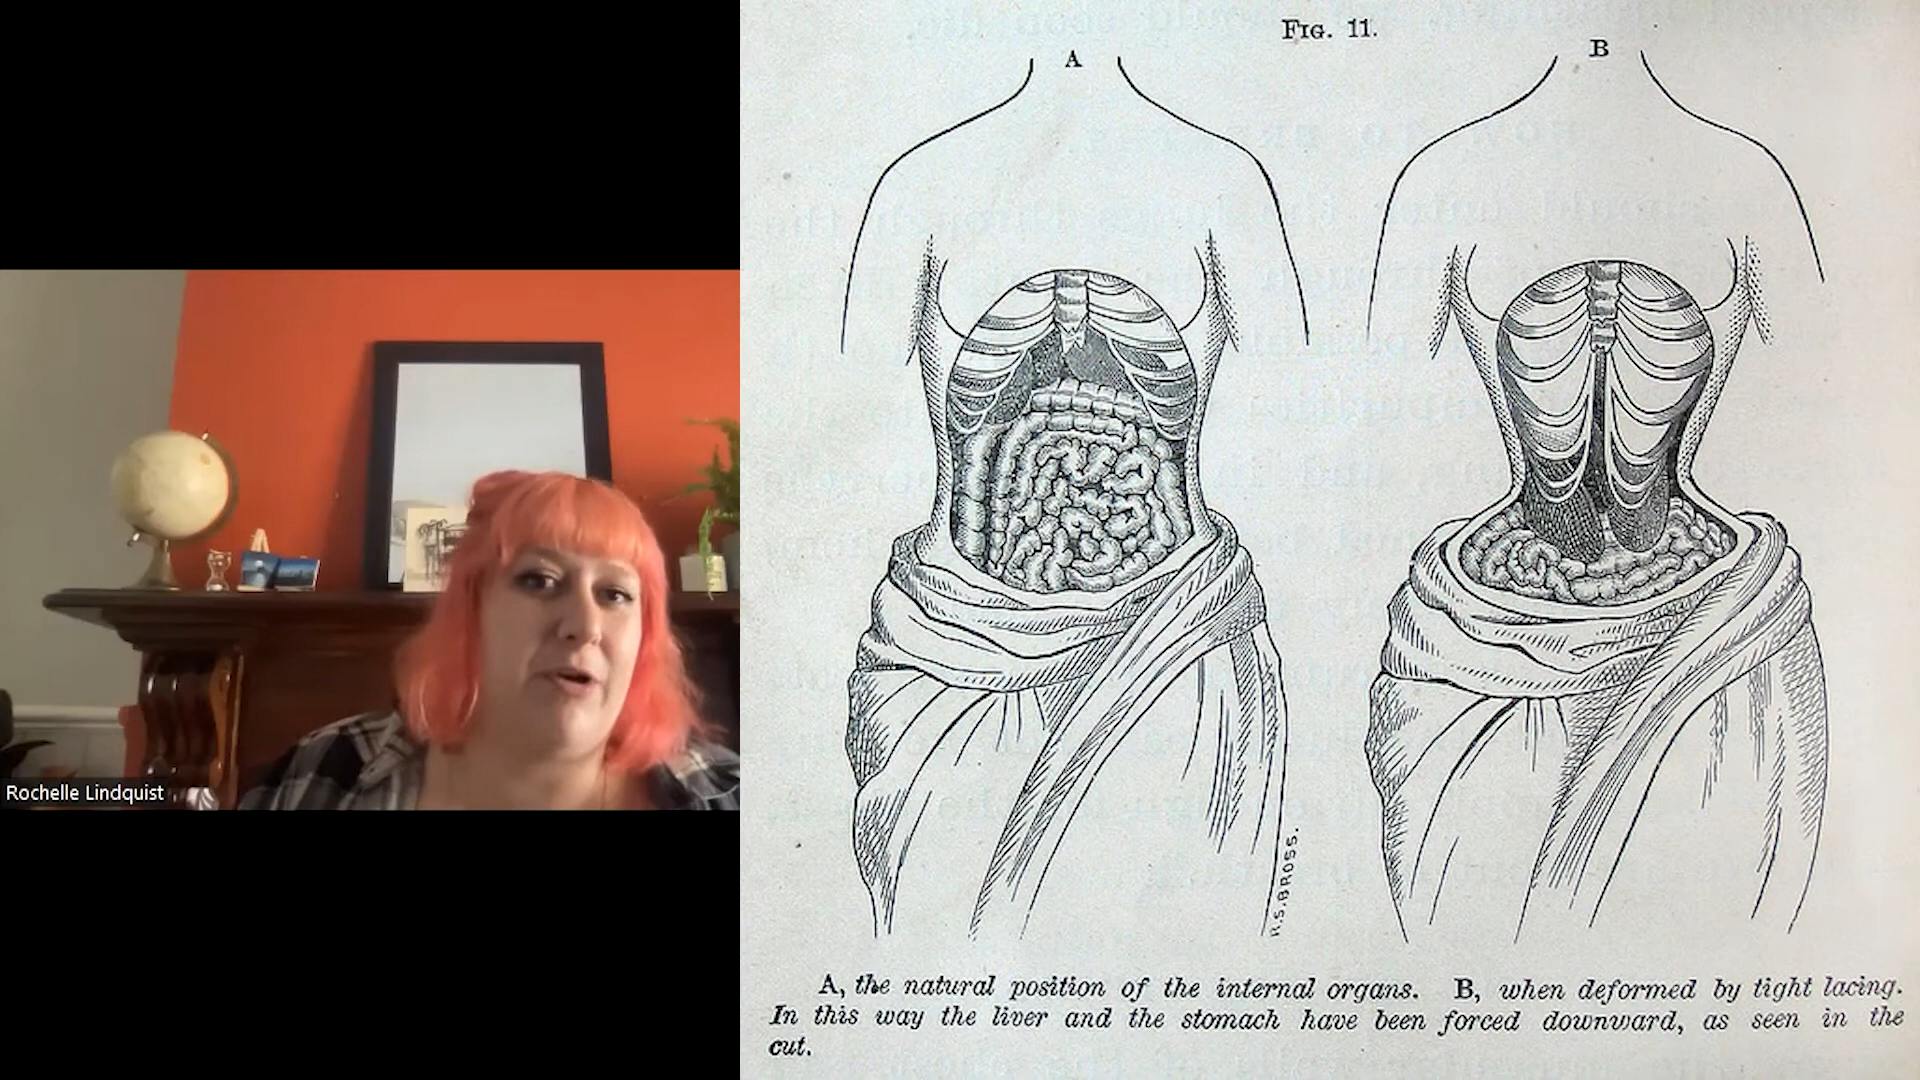 FIG. 11.
A
B
Rochelle Lindquist
R.S.BROSS.
A, the natural position of the internal organs. B, when deformed by tight lacing.
In this way the liver and the stomach have been forced downward, as seen in the
cut.